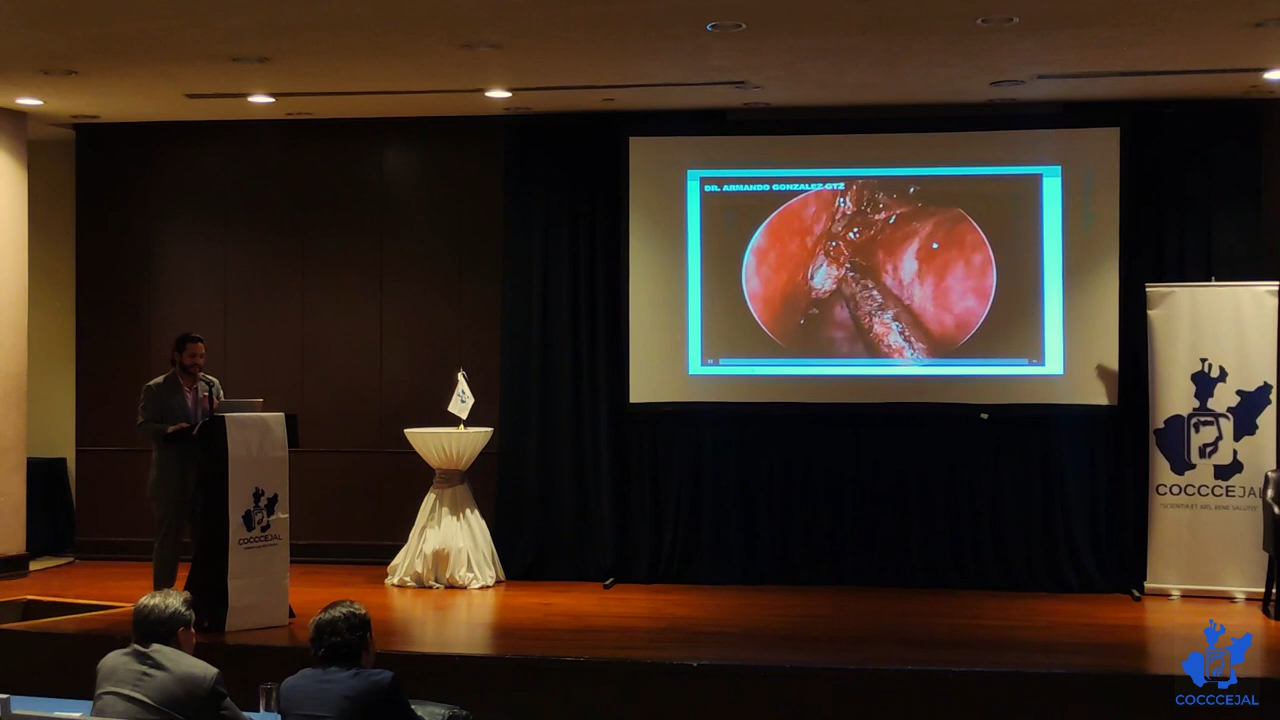 DR. ARMANDO GONZALEZ GTZ
COCCCEJAL
COCCCEJAL
"SCIENTIA ET ARS, BENE SALUTIS"
COCCCEJAL